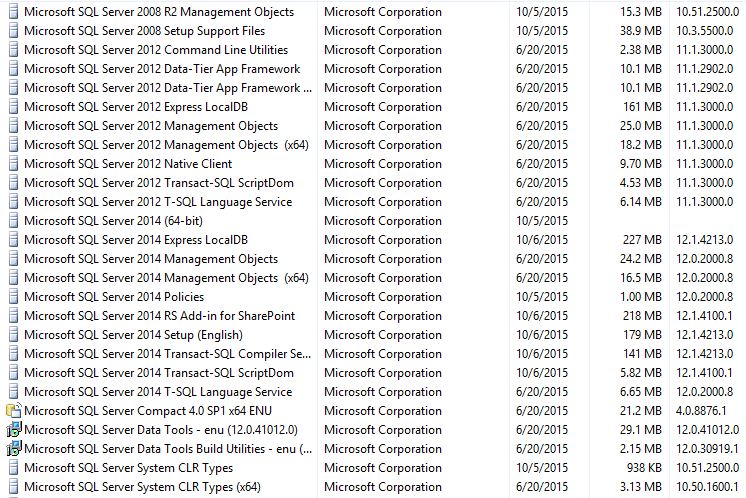 Microsoft SQL Server 2008 R2 Management Objects Microsoft Corporation 10/5/2015 15.3 MB 10.51.2500.0
Microsoft SQL Server 2008 Setup Support Files Microsoft Corporation 10/5/2015 38.9 MB 10.3.5500.0
Microsoft SQL Server 2012 Command Line Utilities Microsoft Corporation 6/20/2015 2.38 MB 11.1.3000.0
Microsoft SQL Server 2012 Data-Tier App Framework Microsoft Corporation 6/20/2015 10.1 MB 11.1.2902.0
Microsoft SQL Server 2012 Data-Tier App Framework ... Microsoft Corporation 6/20/2015 10.1 MB 11.1.2902.0
Microsoft SQL Server 2012 Express LocalDB Microsoft Corporation 6/20/2015 161 MB 11.1.3000.0
Microsoft SQL Server 2012 Management Objects Microsoft Corporation 6/20/2015 25.0 MB 11.1.3000.0
Microsoft SQL Server 2012 Management Objects (x64) Microsoft Corporation 6/20/2015 18.2 MB 11.1.3000.0
Microsoft SQL Server 2012 Native Client Microsoft Corporation 6/20/2015 9.70 MB 11.1.3000.0
Microsoft SQL Server 2012 Transact-SQL ScriptDom Microsoft Corporation 6/20/2015 4.53 MB 11.1.3000.0
Microsoft SQL Server 2012 T-SQL Language Service Microsoft Corporation 6/20/2015 6.14 MB 11.1.3000.0
Microsoft SQL Server 2014 (64-bit) Microsoft Corporation 10/5/2015
Microsoft SQL Server 2014 Express LocalDB Microsoft Corporation 10/6/2015 227 MB 12.1.4213.0
Microsoft SQL Server 2014 Management Objects Microsoft Corporation 6/20/2015 24.2 MB 12.0.2000.8
Microsoft SQL Server 2014 Management Objects (x64) Microsoft Corporation 6/20/2015 16.5 MB 12.0.2000.8
Microsoft SQL Server 2014 Policies Microsoft Corporation 10/5/2015 1.00 MB 12.0.2000.8
Microsoft SQL Server 2014 RS Add-in for SharePoint Microsoft Corporation 10/6/2015 218 MB 12.1.4100.1
Microsoft SQL Server 2014 Setup (English) Microsoft Corporation 10/6/2015 179 MB 12.1.4213.0
Microsoft SQL Server 2014 Transact-SQL Compiler Se... Microsoft Corporation 10/6/2015 141 MB 12.1.4213.0
Microsoft SQL Server 2014 Transact-SQL ScriptDom Microsoft Corporation 10/6/2015 5.82 MB 12.1.4100.1
Microsoft SQL Server 2014 T-SQL Language Service Microsoft Corporation 6/20/2015 6.65 MB 12.0.2000.8
Microsoft SQL Server Compact 4.0 SP1 x64 ENU Microsoft Corporation 6/20/2015 21.2 MB 4.0.8876.1
Microsoft SQL Server Data Tools - enu (12.0.41012.0) Microsoft Corporation 6/20/2015 29.1 MB 12.0.41012.0
Microsoft SQL Server Data Tools Build Utilities - enu (... Microsoft Corporation 6/20/2015 2.15 MB 12.0.30919.1
Microsoft SQL Server System CLR Types Microsoft Corporation 10/5/2015 938 KB 10.51.2500.0
Microsoft SQL Server System CLR Types (x64) Microsoft Corporation 6/20/2015 3.13 MB 10.50.1600.1